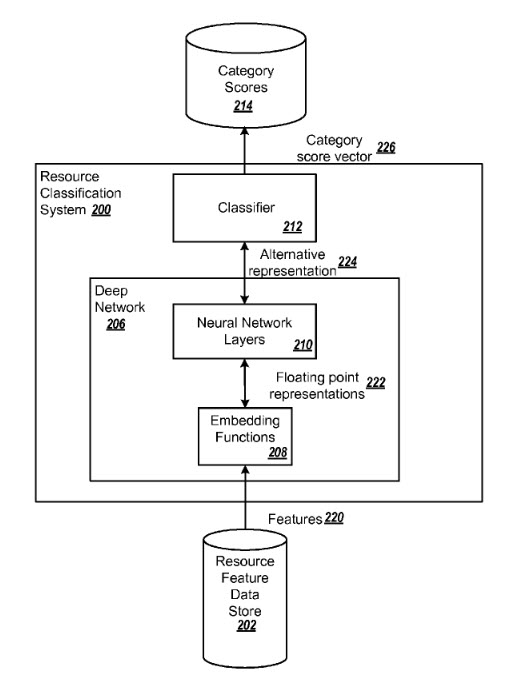 Category
Scores
214
Category
score vector 226
Resource
Classification
System 200
Classifier
212
Alternative
representation 224
Deep
Network
206
Neural Network
Layers 210
Floating point
representations 222
Embedding
Functions
208
Features 220
Resource
Feature
Data
Store
202